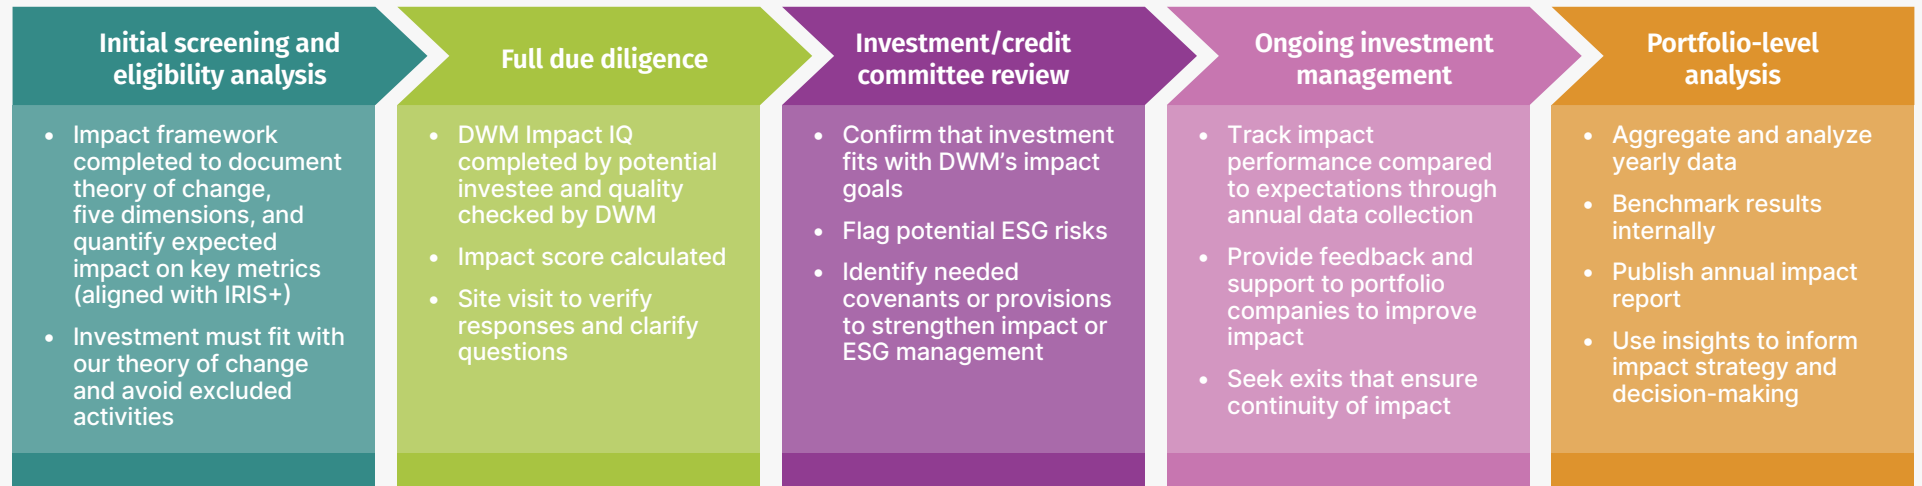 Initial screening and
eligibility analysis
• Impact framework
completed to document
theory of change,
five dimensions, and
quantify expected
impact on key metrics
(aligned with IRIS+)
• Investment must fit with
our theory of change
and avoid excluded
activities
Full due diligence
• DWM Impact IQ
completed by potential
investee and quality
checked by DWM
• Impact score calculated
• Site visit to verify
responses and clarify
questions
Investment/credit
committee review
• Confirm that investment
fits with DWM’s impact
goals
• Flag potential ESG risks
• Identify needed
covenants or provisions
to strengthen impact or
ESG management
Ongoing investment
management
• Track impact
performance compared
to expectations through
annual data collection
• Provide feedback and
support to portfolio
companies to improve
impact
• Seek exits that ensure
continuity of impact
Portfolio-level
analysis
• Aggregate and analyze
yearly data
• Benchmark results
internally
• Publish annual impact
report
• Use insights to inform
impact strategy and
decision-making